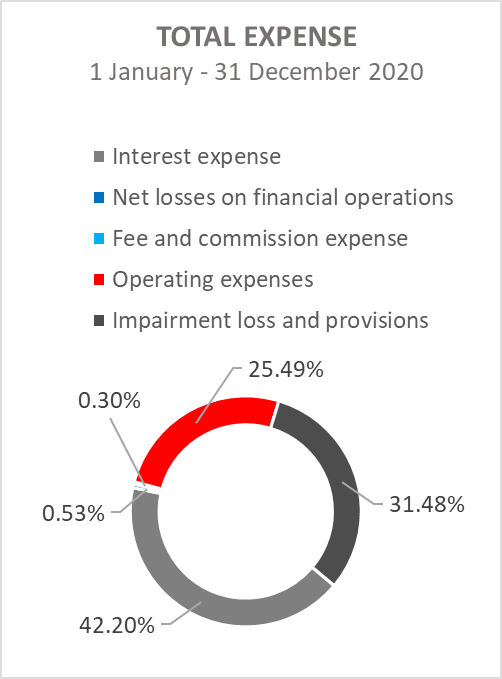 TOTAL EXPENSE
1 January - 31 December 2020
Interest expense
Net losses on financial operations
Fee and commission expense
Operating expenses
Impairment loss and provisions
25.49%
0.30%
31.48%
0.53%
42.20%